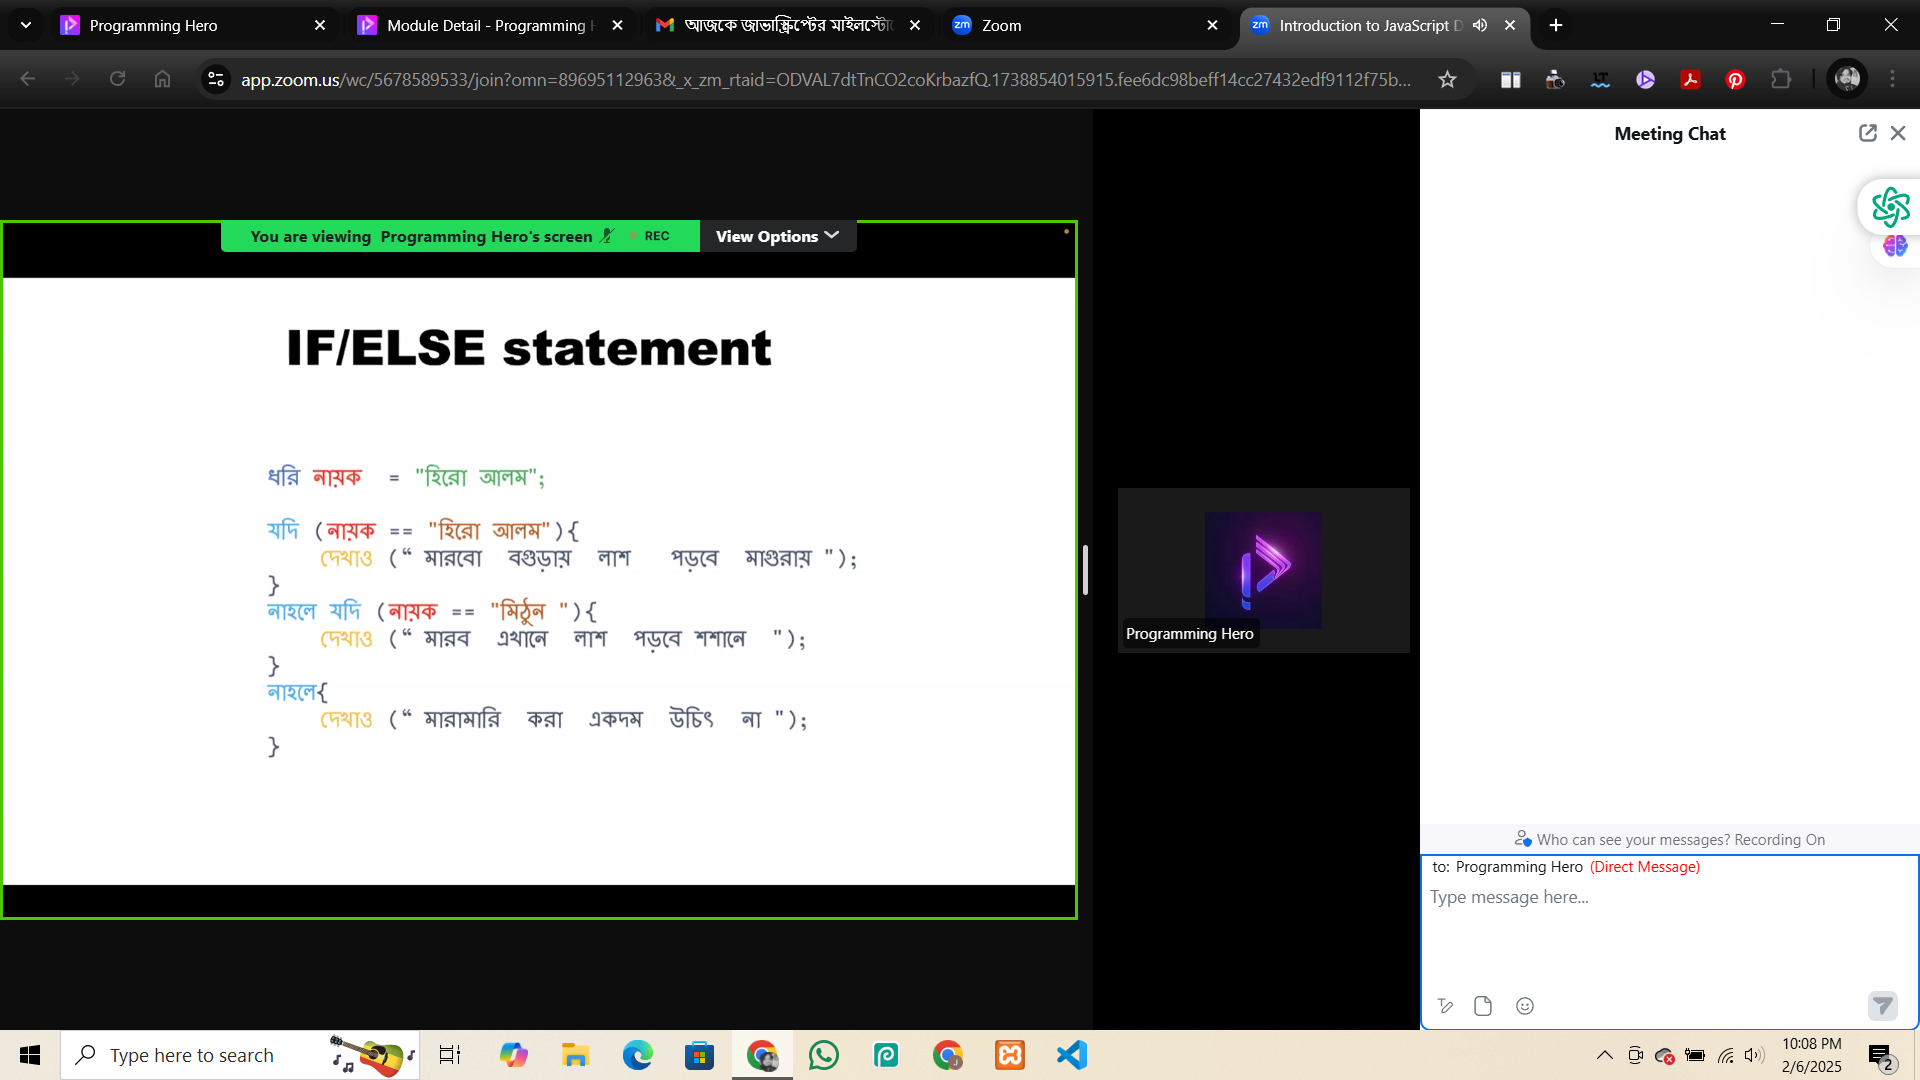 Programming Hero
Module Detail - Programming H
আজকে জাভাস্ক্রিপ্টের মাইলস্টো
Zoom
Introduction to JavaScript D
app.zoom.us/wc/5678589533/join?omn=89695112963&_x_zm_rtaid=ODVAL7dtTnCO2coKrbazfQ.1738854015915.fee6dc98beff14cc27432edf9112f75b...
Meeting Chat
You are viewing Programming Hero's screen
REC
View Options
IF/ELSE statement
ধরি নায়ক = "হিরো আলম";
যদি (নায়ক == "হিরো আলম"){
দেখাও (“ মারবো বগুড়ায় লাশ পড়বে মাগুরায় ");
}
নাহলে যদি (নায়ক == "মিঠুন "){
দেখাও (“ মারব এখানে লাশ পড়বে শশানে ");
}
নাহলে{
দেখাও (“ মারামারি করা একদম উচিৎ না ");
}
Programming Hero
Who can see your messages? Recording On
to: Programming Hero (Direct Message)
Type message here...
Type here to search
10:08 PM
2/6/2025
2